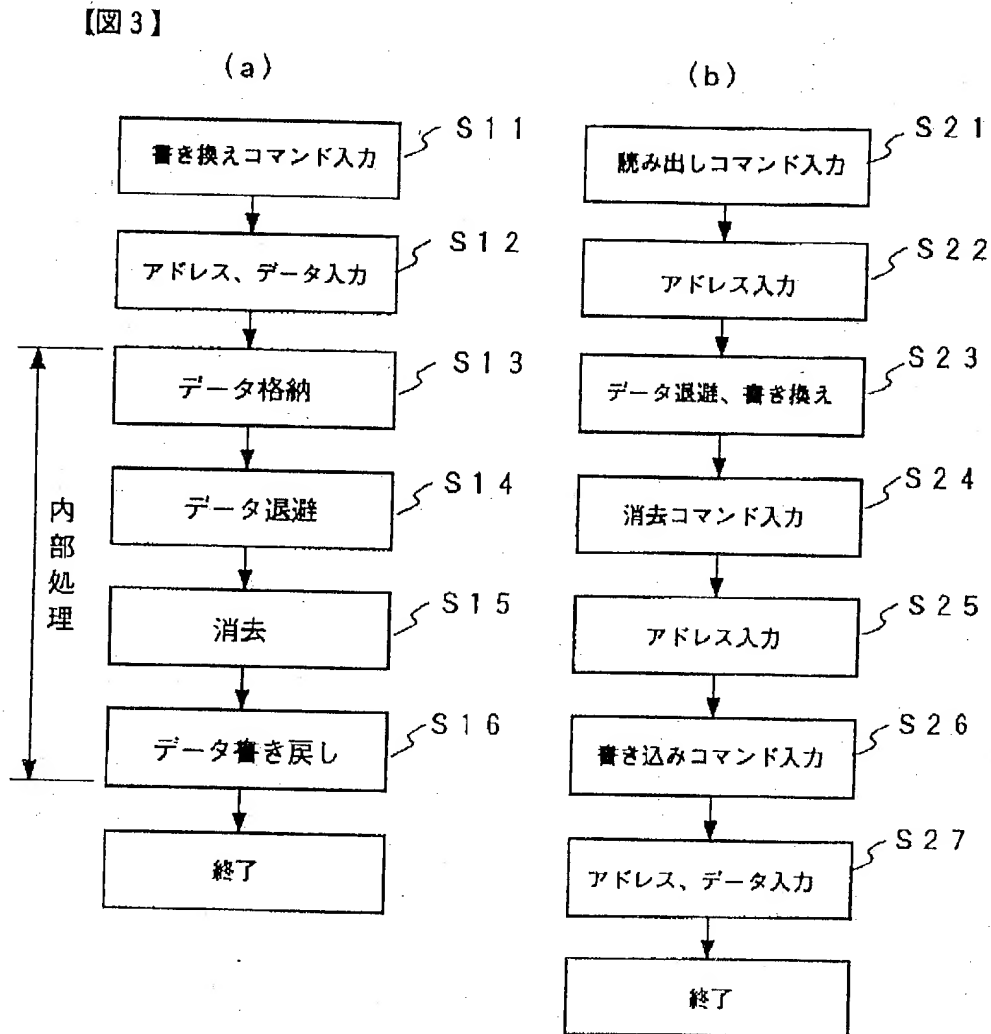 【図3】
(a)
書き換えコマンド入力
S11
アドレス、データ入力
S12
データ格納
S13
データ退避
S14
消去
S15
データ書き戻し
S16
終了
内部処理
(b)
読み出しコマンド入力
S21
アドレス入力
S22
データ退避、書き換え
S23
消去コマンド入力
S24
アドレス入力
S25
書き込みコマンド入力
S26
アドレス、データ入力
S27
終了